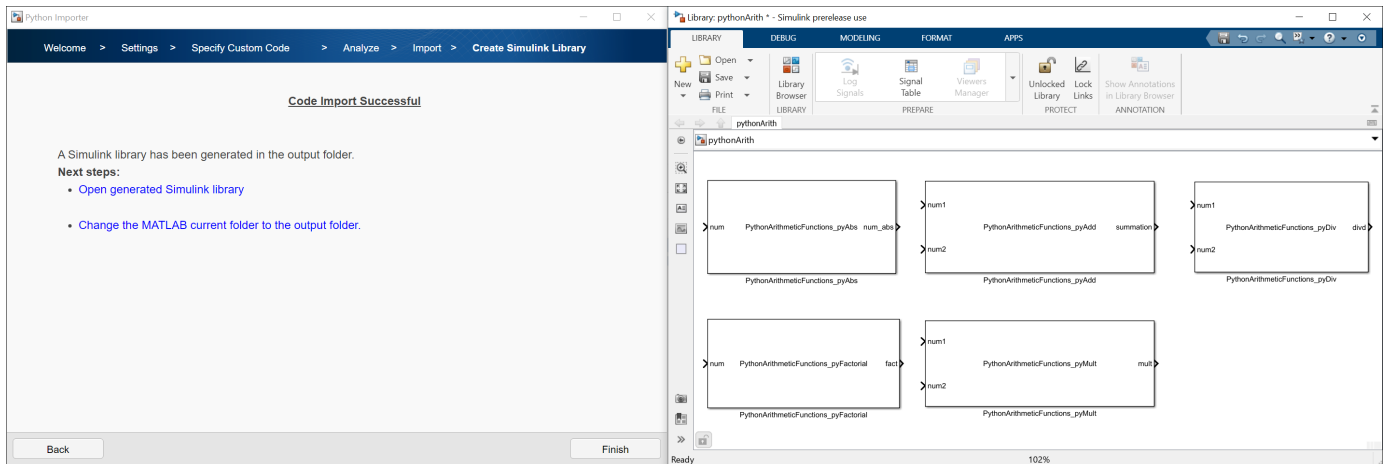 Python Importer
Welcome > Settings > Specify Custom Code > Analyze > Import > Create Simulink Library
Code Import Successful
A Simulink library has been generated in the output folder.
Next steps:
• Open generated Simulink library
• Change the MATLAB current folder to the output folder.
Back
Finish
Library: pythonArith * - Simulink prerelease use
LIBRARY DEBUG MODELING FORMAT APPS
New
Open
Save
Print
FILE
Library Browser
LIBRARY
Log Signals
Signal Table
Viewers Manager
PREPARE
Unlocked Library
Lock Links
PROTECT
Show Annotations in Library Browser
ANNOTATION
pythonArith
pythonArith
num PythonArithmeticFunctions_pyAbs num_abs
PythonArithmeticFunctions_pyAbs
num1
PythonArithmeticFunctions_pyAdd summation
num2
PythonArithmeticFunctions_pyAdd
num1
PythonArithmeticFunctions_pyDiv divd
num2
PythonArithmeticFunctions_pyDiv
num PythonArithmeticFunctions_pyFactorial fact
PythonArithmeticFunctions_pyFactorial
num1
PythonArithmeticFunctions_pyMult mult
num2
PythonArithmeticFunctions_pyMult
Ready
102%